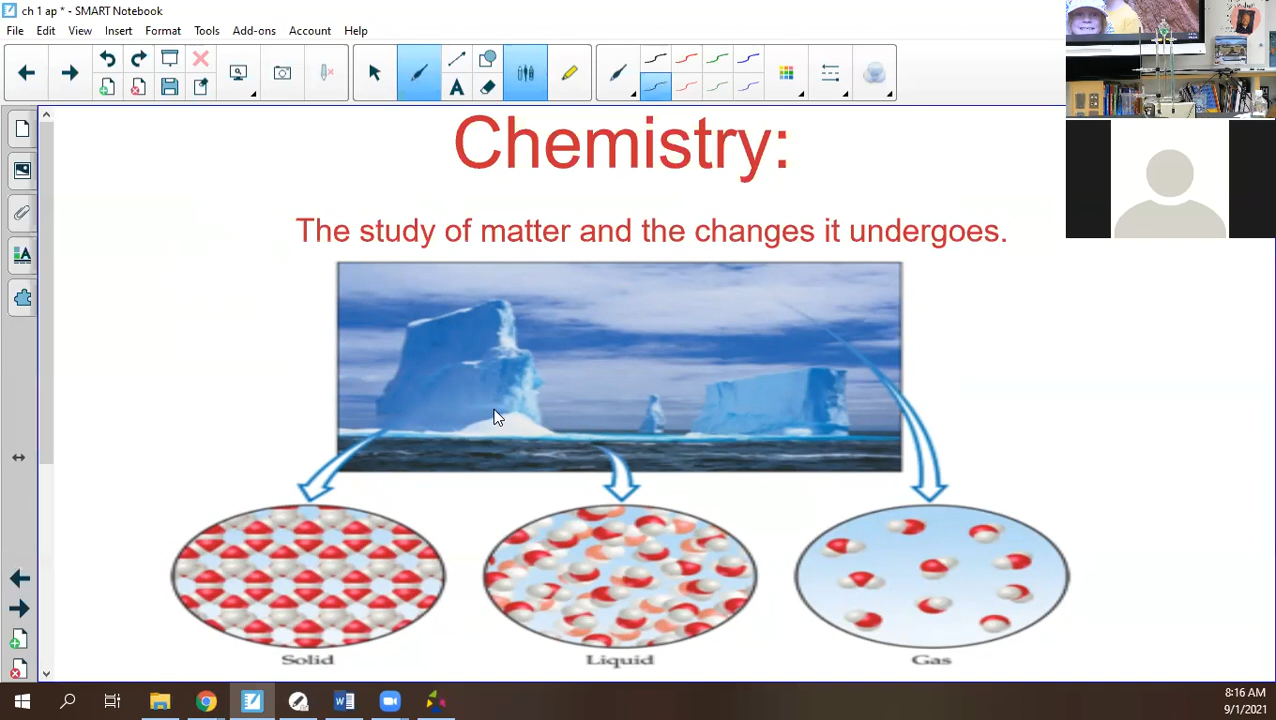 ch 1 ap * - SMART Notebook
File Edit View Insert Format Tools Add-ons Account Help
Chemistry:
The study of matter and the changes it undergoes.
Solid Liquid Gas
8:16 AM
9/1/2021